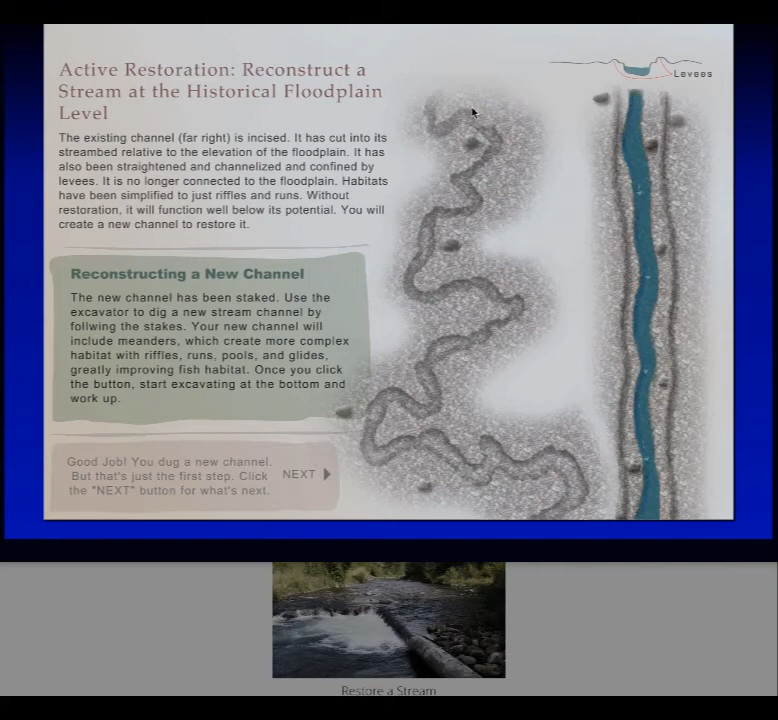 Active Restoration: Reconstruct a
Stream at the Historical Floodplain
Level
Levees
The existing channel (far right) is incised. It has cut into its
streambed relative to the elevation of the floodplain. It has
also been straightened and channelized and confined by
levees. It is no longer connected to the floodplain. Habitats
have been simplified to just riffles and runs. Without
restoration, it will function well below its potential. You will
create a new channel to restore it.
Reconstructing a New Channel
The new channel has been staked. Use the
excavator to dig a new stream channel by
follwing the stakes. Your new channel will
include meanders, which create more complex
habitat with riffles, runs, pools, and glides,
greatly improving fish habitat. Once you click
the button, start excavating at the bottom and
work up.
Good Job! You dug a new channel.
But that's just the first step. Click
the "NEXT" button for what's next.
NEXT
Restore a Stream